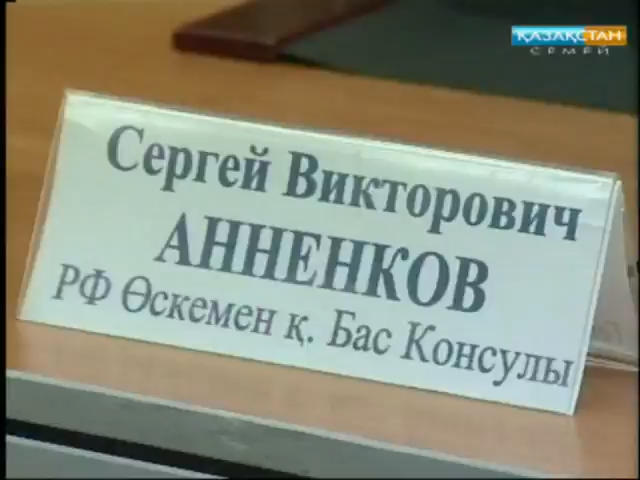 ҚАЗАҚСТАН
СЕМЕЙ
Сергей Викторович
АННЕНКОВ
РФ Өскемен қ. Бас Консулы